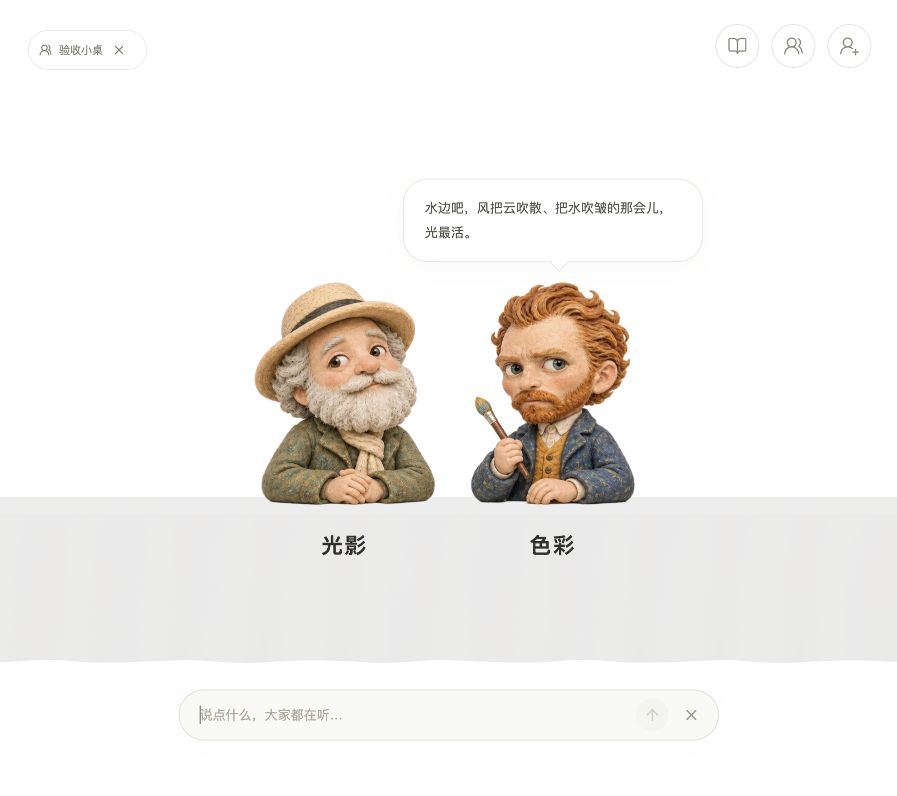 验收小桌
水边吧，风把云吹散、把水吹皱的那会儿，
光最活。
光影
色彩
说点什么，大家都在听...